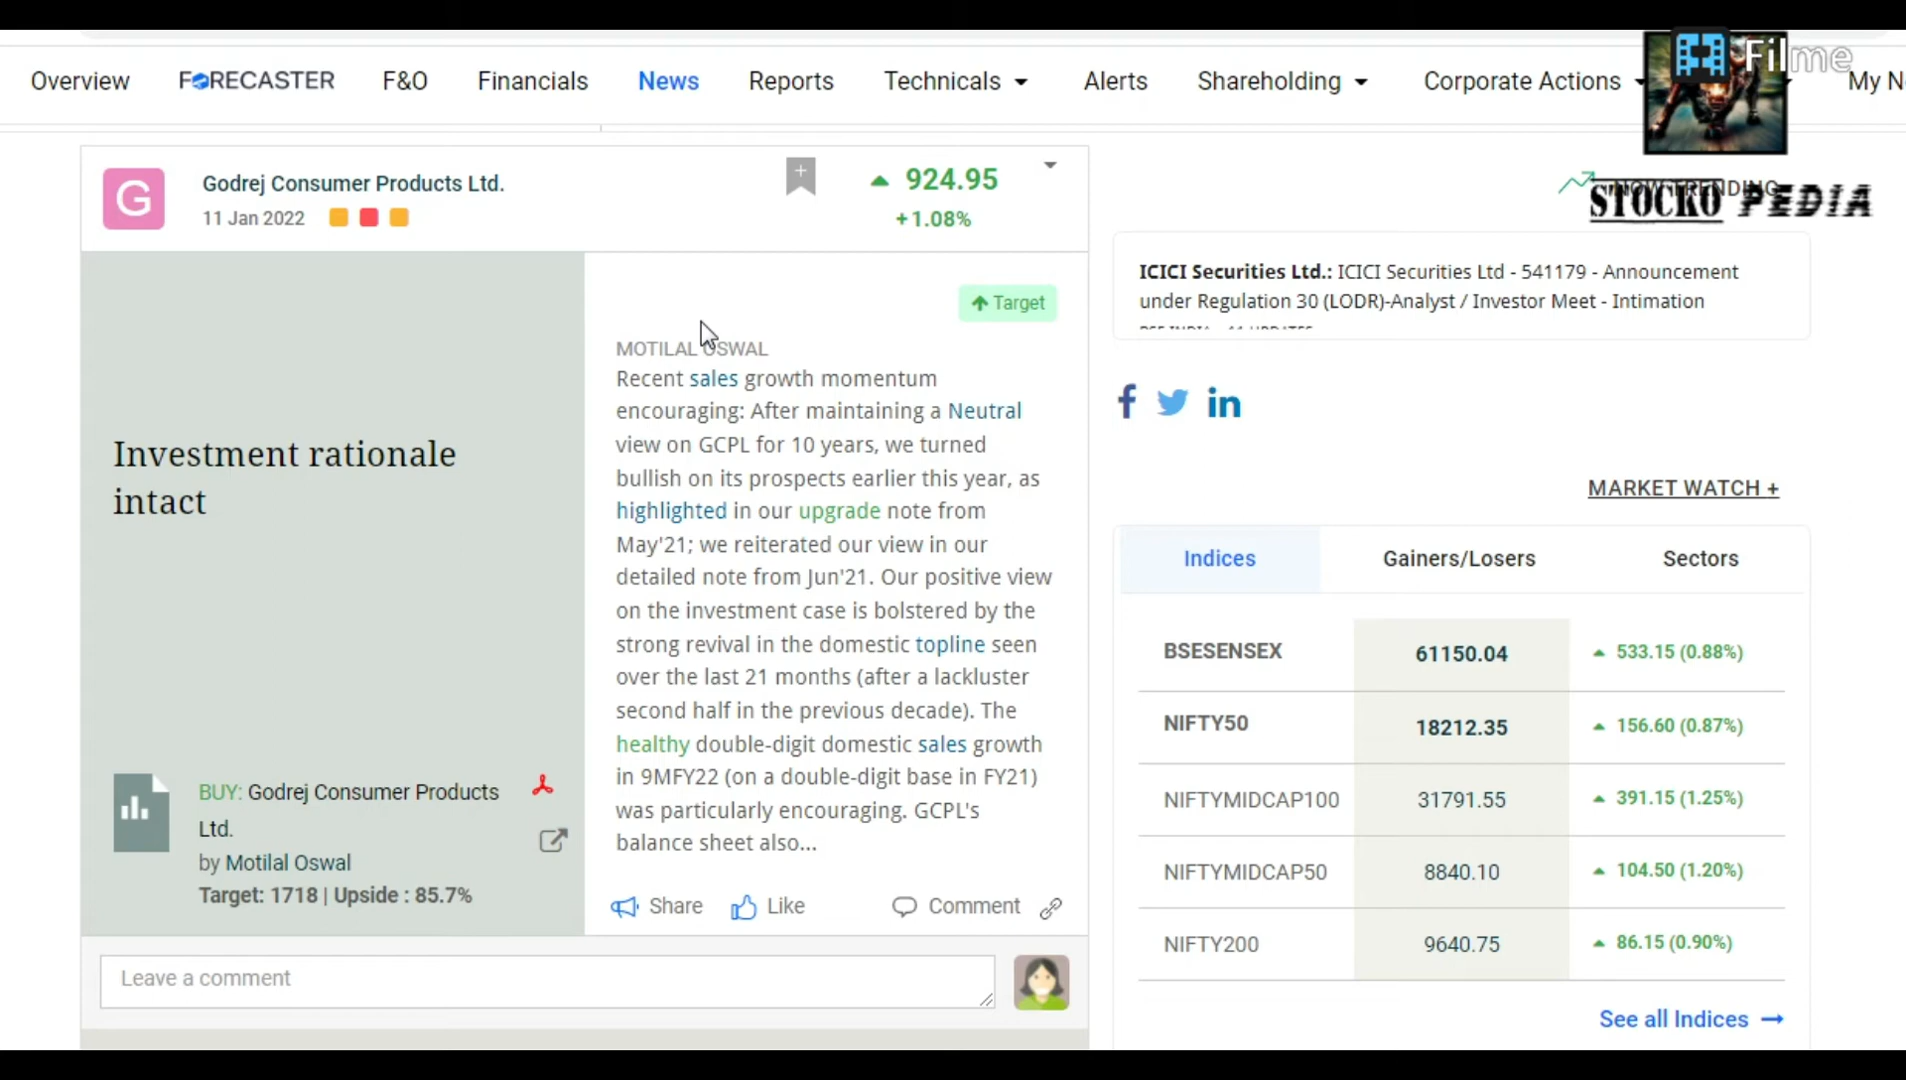 Overview FORECASTER F&O Financials News Reports Technicals Alerts Shareholding Corporate Actions My N
Filme
G
Godrej Consumer Products Ltd.
11 Jan 2022
924.95
+1.08%
NOW TRENDING
STOCKO PEDIA
Target
Investment rationale
intact
BUY: Godrej Consumer Products
Ltd.
by Motilal Oswal
Target: 1718 | Upside : 85.7%
MOTILAL OSWAL
Recent sales growth momentum
encouraging: After maintaining a Neutral
view on GCPL for 10 years, we turned
bullish on its prospects earlier this year, as
highlighted in our upgrade note from
May'21; we reiterated our view in our
detailed note from Jun'21. Our positive view
on the investment case is bolstered by the
strong revival in the domestic topline seen
over the last 21 months (after a lackluster
second half in the previous decade). The
healthy double-digit domestic sales growth
in 9MFY22 (on a double-digit base in FY21)
was particularly encouraging. GCPL's
balance sheet also...
Share Like Comment
Leave a comment
ICICI Securities Ltd.: ICICI Securities Ltd - 541179 - Announcement
under Regulation 30 (LODR)-Analyst / Investor Meet - Intimation
f in
MARKET WATCH +
Indices Gainers/Losers Sectors
BSESENSEX 61150.04 533.15 (0.88%)
NIFTY50 18212.35 156.60 (0.87%)
NIFTYMIDCAP100 31791.55 391.15 (1.25%)
NIFTYMIDCAP50 8840.10 104.50 (1.20%)
NIFTY200 9640.75 86.15 (0.90%)
See all Indices